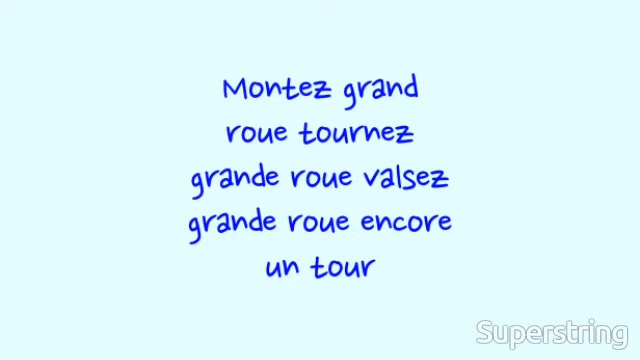 Montez grand
roue tournez
grande roue valsez
grande roue encore
un tour
Superstring